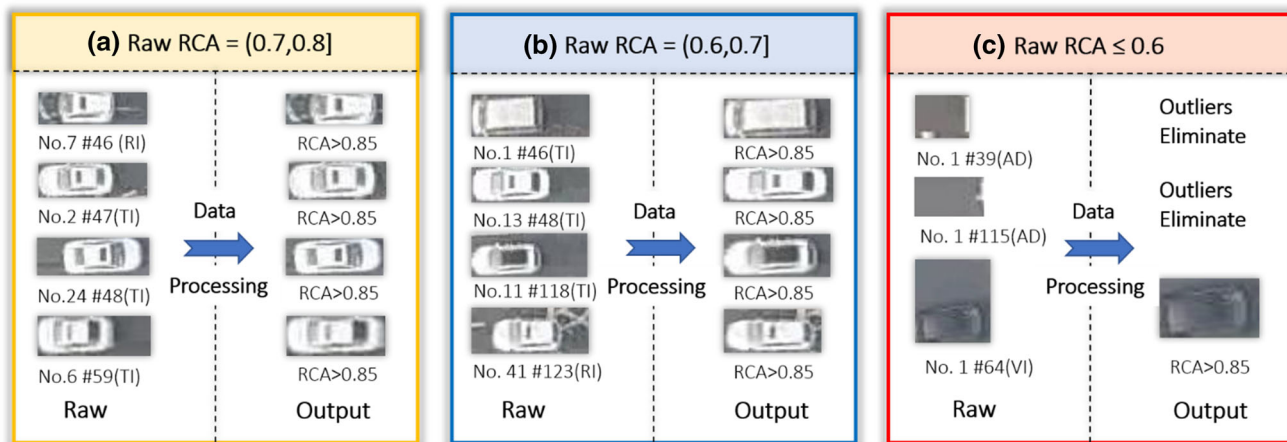 (a) Raw RCA = (0.7,0.8]
No.7 #46 (RI)
RCA>0.85
No.2 #47(TI)
RCA>0.85
Data
Processing
No.24 #48(TI)
RCA>0.85
No.6 #59(TI)
RCA>0.85
Raw
Output
(b) Raw RCA = (0.6,0.7]
No.1 #46(TI)
RCA>0.85
No.13 #48(TI)
RCA>0.85
Data
Processing
No.11 #118(TI)
RCA>0.85
No. 41 #123(RI)
RCA>0.85
Raw
Output
(c) Raw RCA ≤ 0.6
No. 1 #39(AD)
Outliers
Eliminate
No. 1 #115(AD)
Outliers
Eliminate
Data
Processing
No. 1 #64(VI)
RCA>0.85
Raw
Output